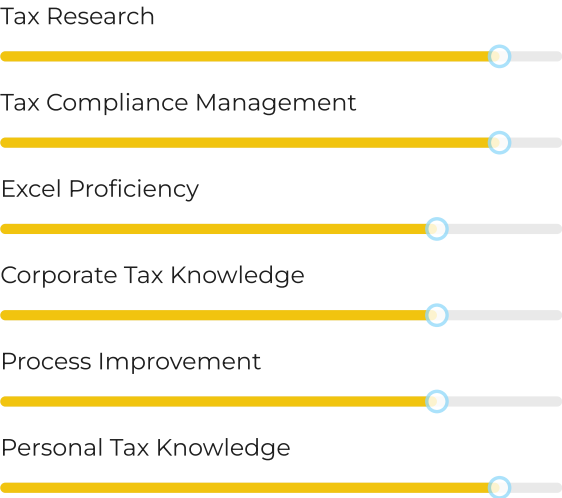 Tax Research
Tax Compliance Management
Excel Proficiency
Corporate Tax Knowledge
Process Improvement
Personal Tax Knowledge